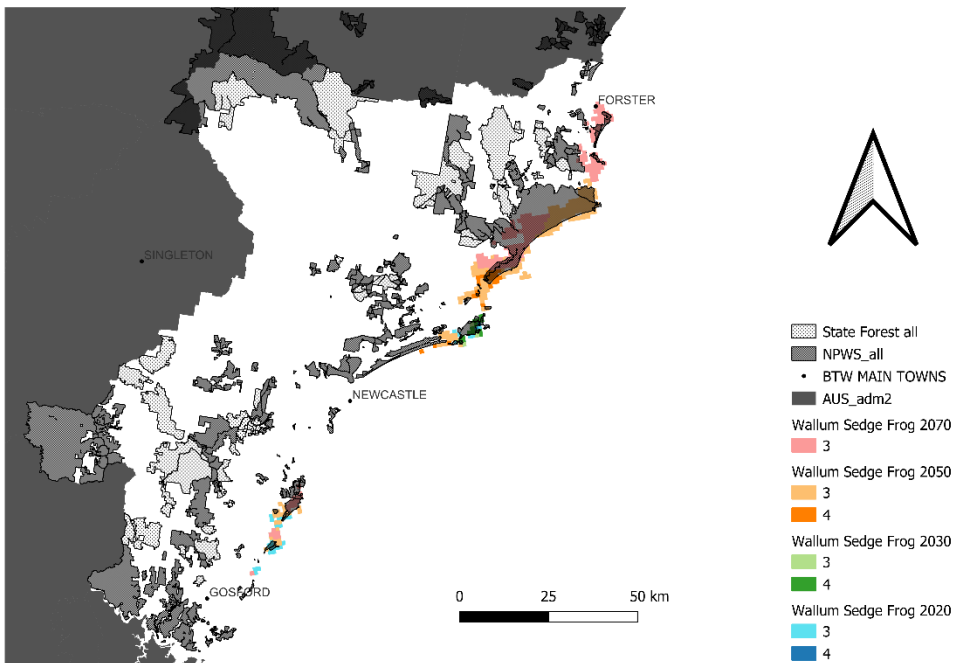 FORSTER
SINGLETON
NEWCASTLE
GOSFORD
0 25 50 km
State Forest all
NPWS_all
BTW MAIN TOWNS
AUS_adm2
Wallum Sedge Frog 2070
3
Wallum Sedge Frog 2050
3
4
Wallum Sedge Frog 2030
3
4
Wallum Sedge Frog 2020
3
4